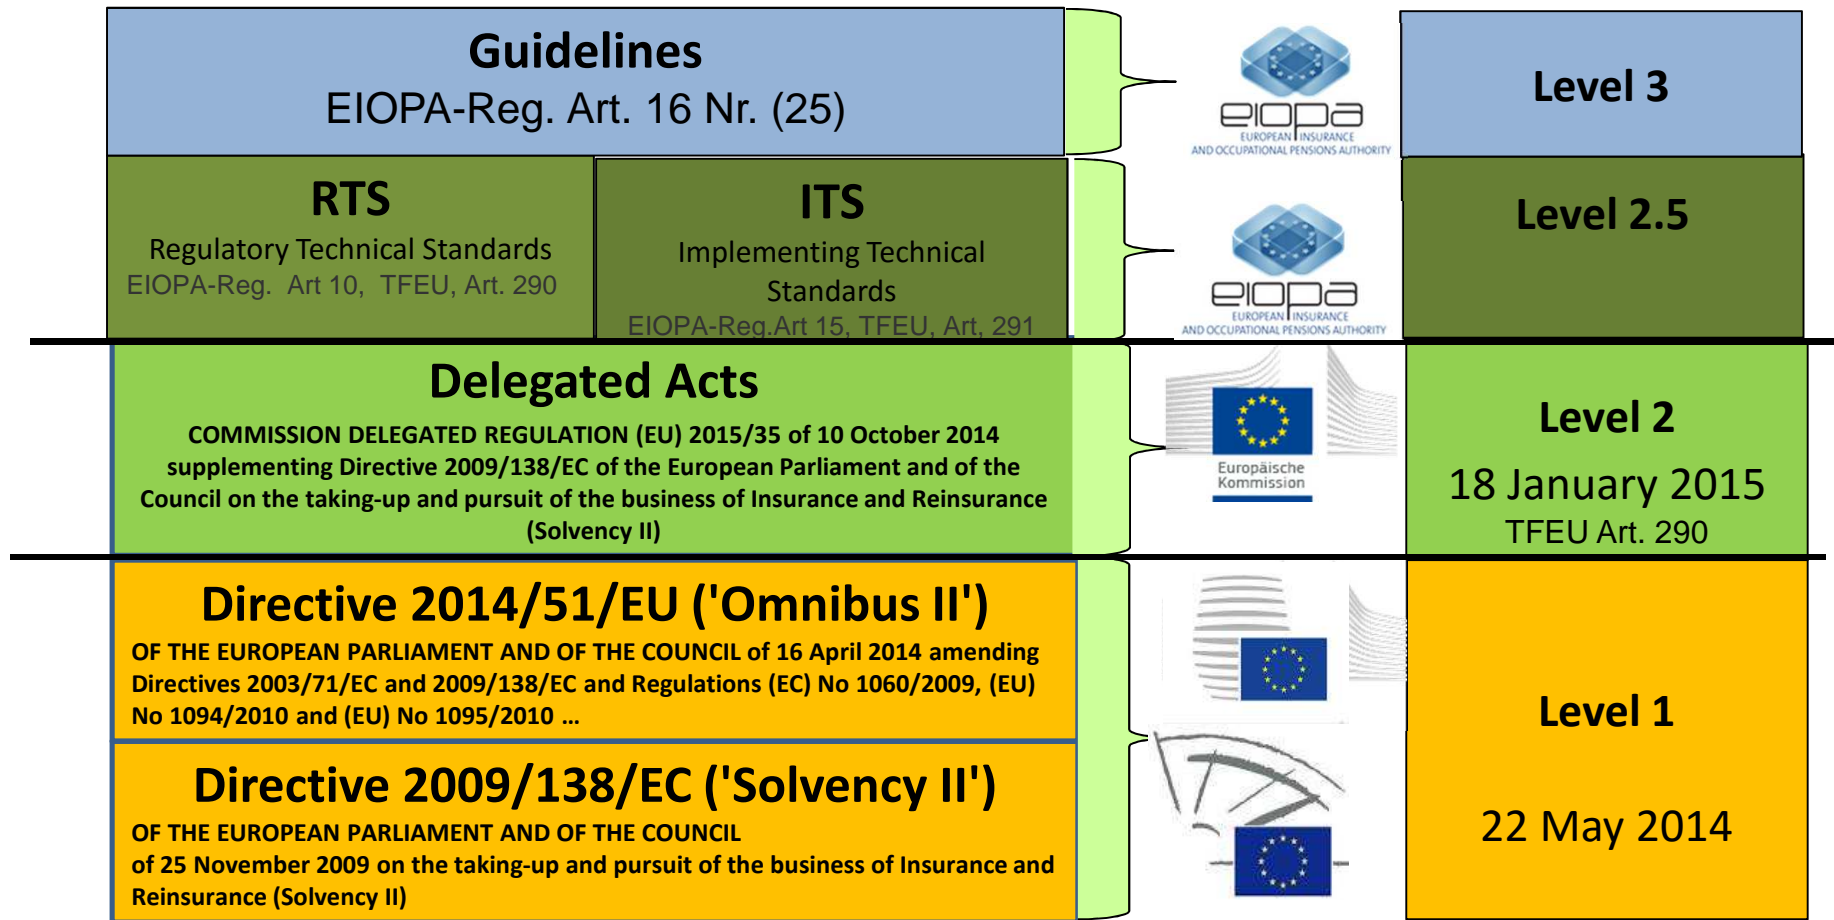 Guidelines
EIOPA-Reg. Art. 16 Nr. (25)
eiopa
EUROPEAN INSURANCE
AND OCCUPATIONAL PENSIONS AUTHORITY
Level 3
RTS
Regulatory Technical Standards
EIOPA-Reg. Art 10, TFEU, Art. 290
ITS
Implementing Technical
Standards
EIOPA-Reg.Art 15, TFEU, Art, 291
eiopa
EUROPEAN INSURANCE
AND OCCUPATIONAL PENSIONS AUTHORITY
Level 2.5
Delegated Acts
COMMISSION DELEGATED REGULATION (EU) 2015/35 of 10 October 2014
supplementing Directive 2009/138/EC of the European Parliament and of the
Council on the taking-up and pursuit of the business of Insurance and Reinsurance
(Solvency II)
Europäische
Kommission
Level 2
18 January 2015
TFEU Art. 290
Directive 2014/51/EU ('Omnibus II')
OF THE EUROPEAN PARLIAMENT AND OF THE COUNCIL of 16 April 2014 amending
Directives 2003/71/EC and 2009/138/EC and Regulations (EC) No 1060/2009, (EU)
No 1094/2010 and (EU) No 1095/2010 ...
Directive 2009/138/EC ('Solvency II')
OF THE EUROPEAN PARLIAMENT AND OF THE COUNCIL
of 25 November 2009 on the taking-up and pursuit of the business of Insurance and
Reinsurance (Solvency II)
Level 1
22 May 2014